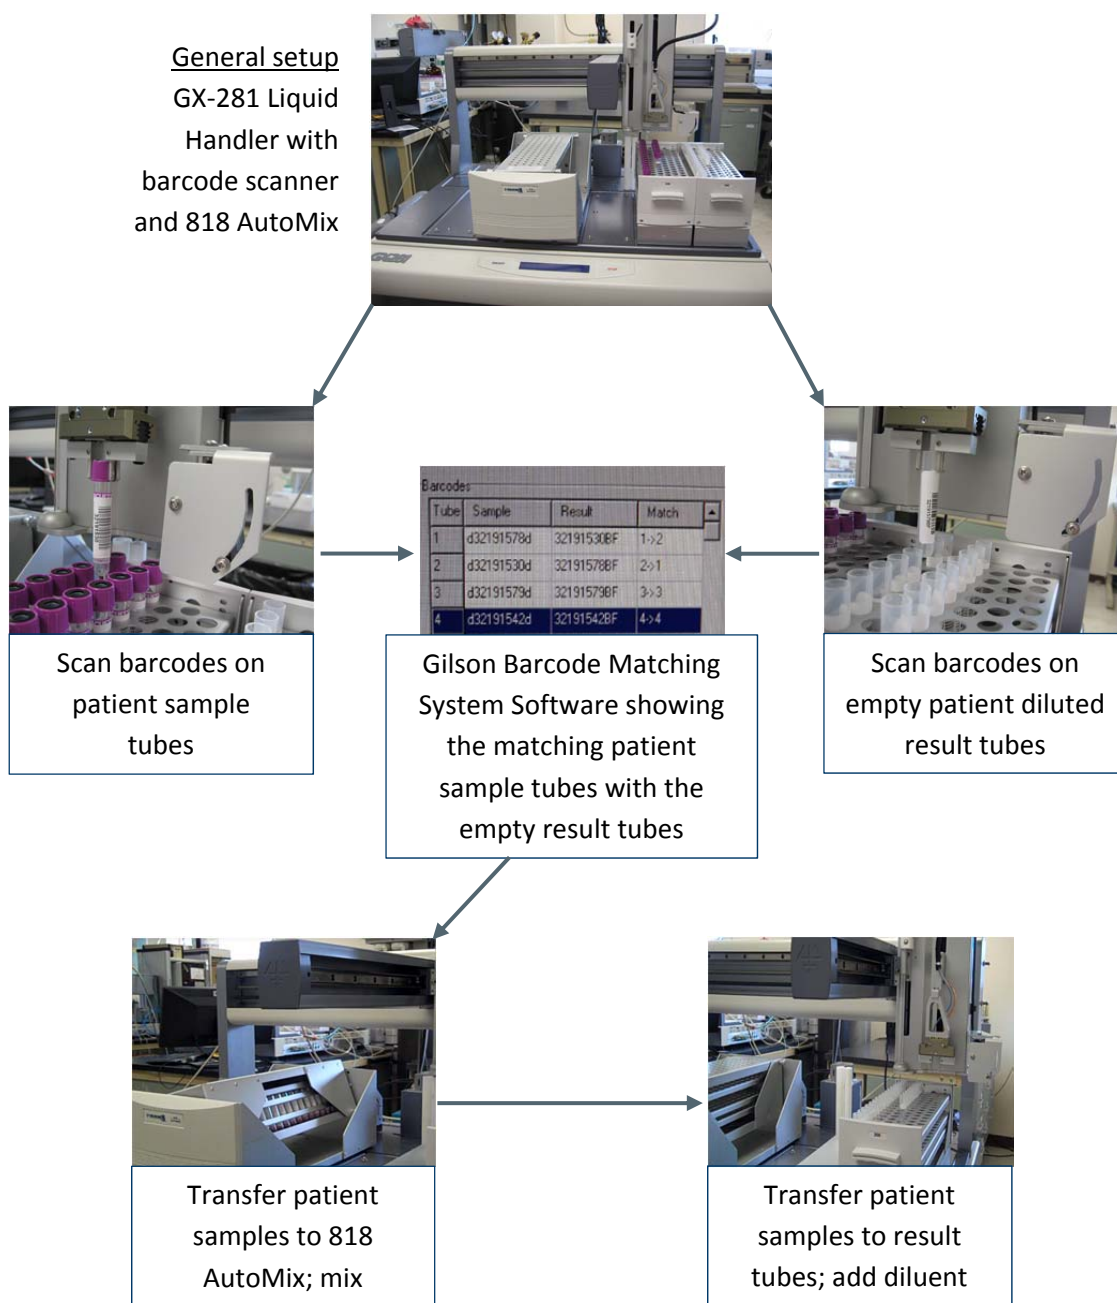 General setup
GX-281 Liquid
Handler with
barcode scanner
and 818 AutoMix
Barcodes
Tube Sample Result Match
1 d32191578d 32191530BF 1->2
2 d32191530d 32191578BF 2->1
3 d32191579d 32191579BF 3->3
4 d32191542d 32191542BF 4->4
Scan barcodes on
patient sample
tubes
Gilson Barcode Matching
System Software showing
the matching patient
sample tubes with the
empty result tubes
Scan barcodes on
empty patient diluted
result tubes
Transfer patient
samples to 818
AutoMix; mix
Transfer patient
samples to result
tubes; add diluent